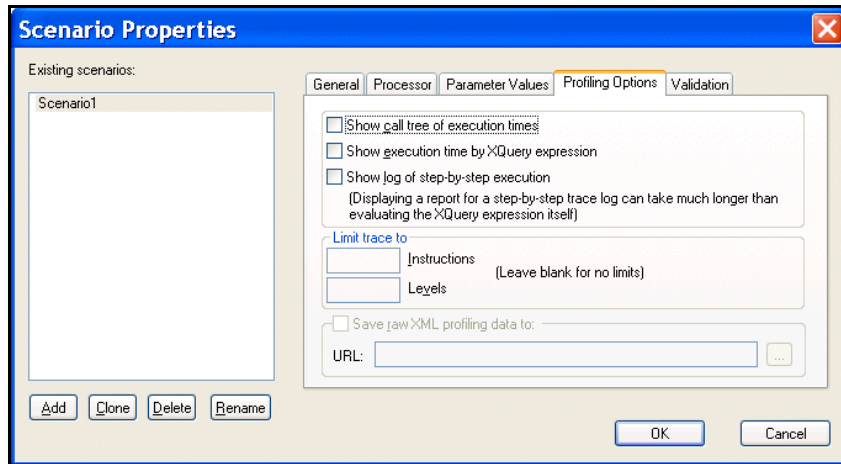 Scenario Properties
Existing scenarios:
Scenario1
Add Clone Delete Rename
General Processor Parameter Values Profiling Options Validation
Show call tree of execution times
Show execution time by XQuery expression
Show log of step-by-step execution
(Displaying a report for a step-by-step trace log can take much longer than
evaluating the XQuery expression itself)
Limit trace to
Instructions
(Leave blank for no limits)
Levels
Save raw XML profiling data to:
URL:
...
OK Cancel